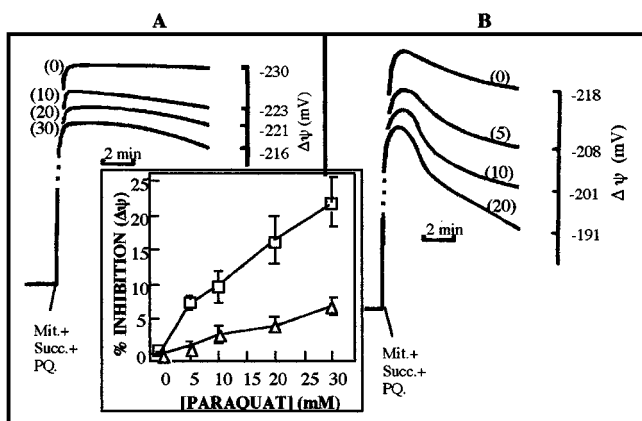 A
B
(0)
(10)
(20)
(30)
-230
-223
-221
-216
Δψ (mV)
2 min
Mit.+
Succ.+
PQ.
% INHIBITION (Δψ)
25
20
15
10
5
0
0 5 10 20 30
[PARAQUAT] (mM)
(0)
(5)
(10)
(20)
-218
-208
-201
-191
Δψ (mV)
2 min
Mit.+
Succ.+
PQ.